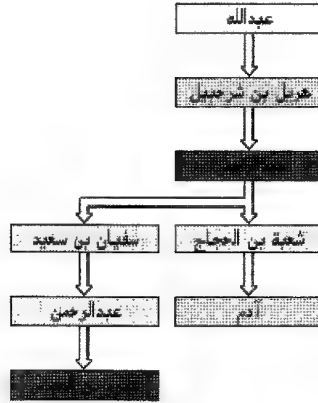 عبدالله
هزيل بن شرحبيل
سفيان بن سعيد
شعبة بن الحجاج
عبدالرحمن
آدم